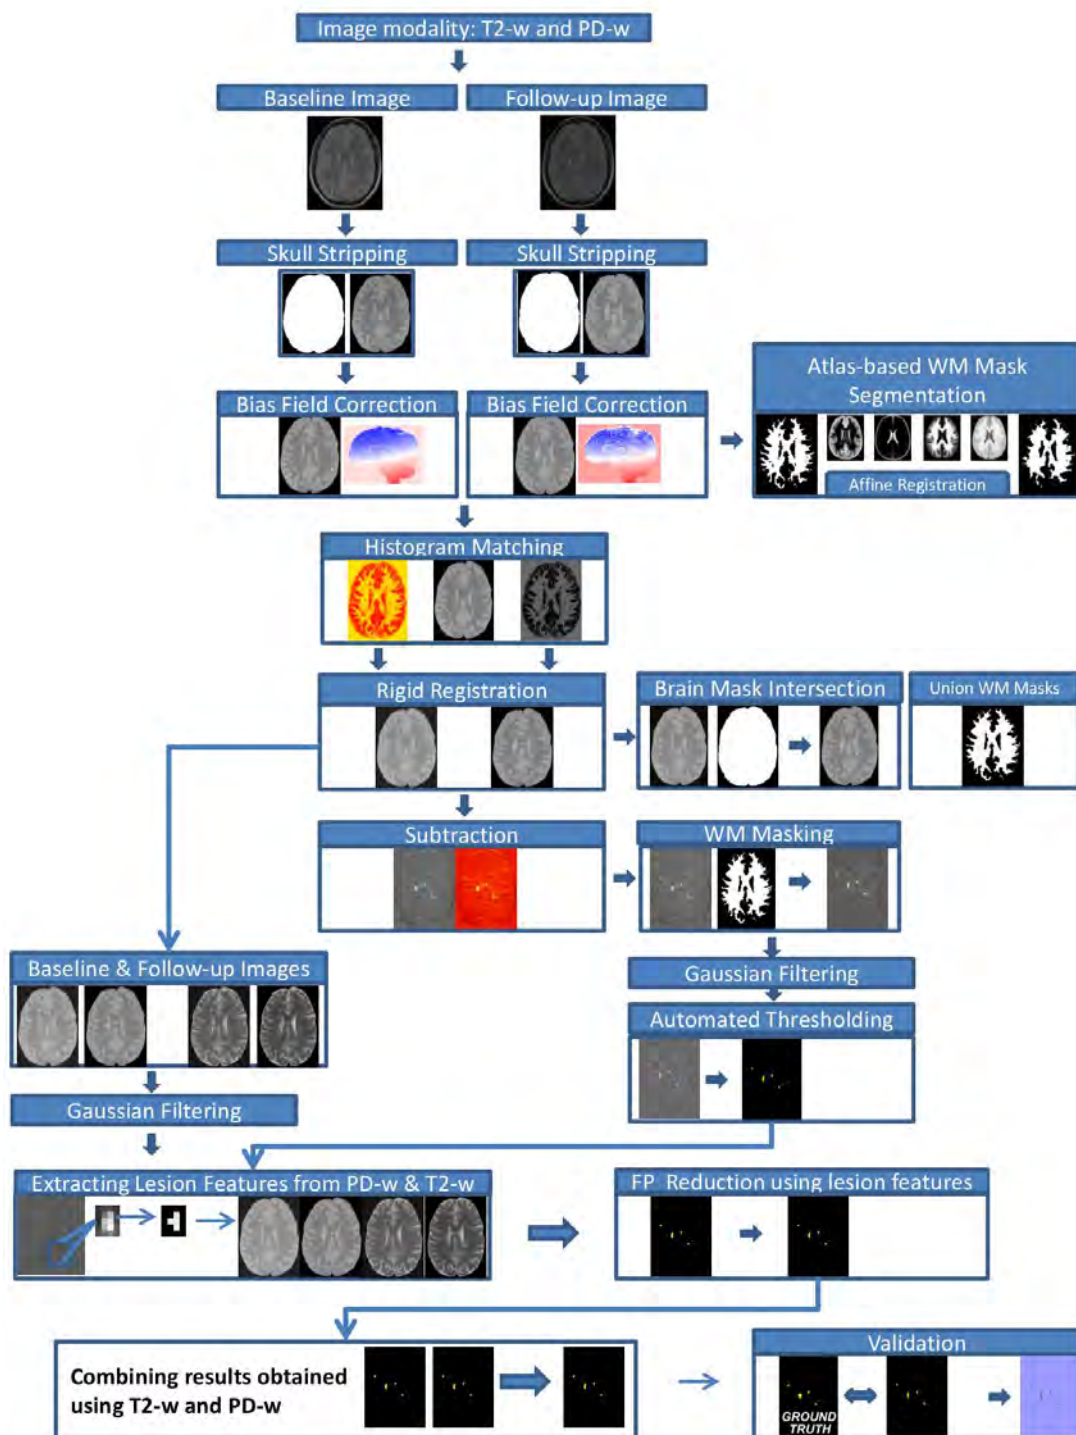 Image modality: T2-w and PD-w
Baseline Image
Follow-up Image
Skull Stripping
Skull Stripping
Bias Field Correction
Bias Field Correction
Atlas-based WM Mask
Segmentation
Affine Registration
Histogram Matching
Rigid Registration
Brain Mask Intersection
Union WM Masks
Subtraction
WM Masking
Baseline & Follow-up Images
Gaussian Filtering
Automated Thresholding
Gaussian Filtering
Extracting Lesion Features from PD-w & T2-w
FP Reduction using lesion features
Combining results obtained
using T2-w and PD-w
Validation
GROUND
TRUTH